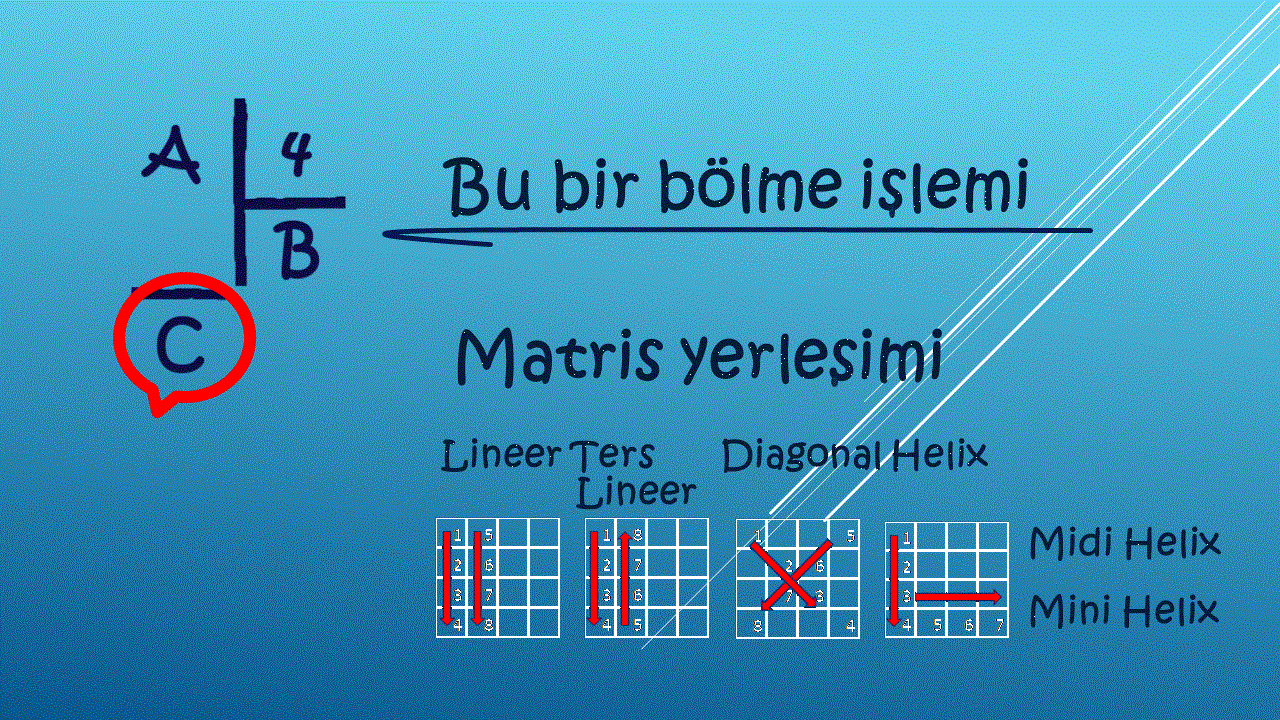 A 4
B
C
Bu bir bölme işlemi
Matris yerleşimi
Lineer Ters Lineer Diagonal Helix
1 5
2 6
3 7
4 8
1 8
2 7
3 6
4 5
1 5
2 6
7 3
8 4
1
2
3
4 5 6 7
Midi Helix
Mini Helix